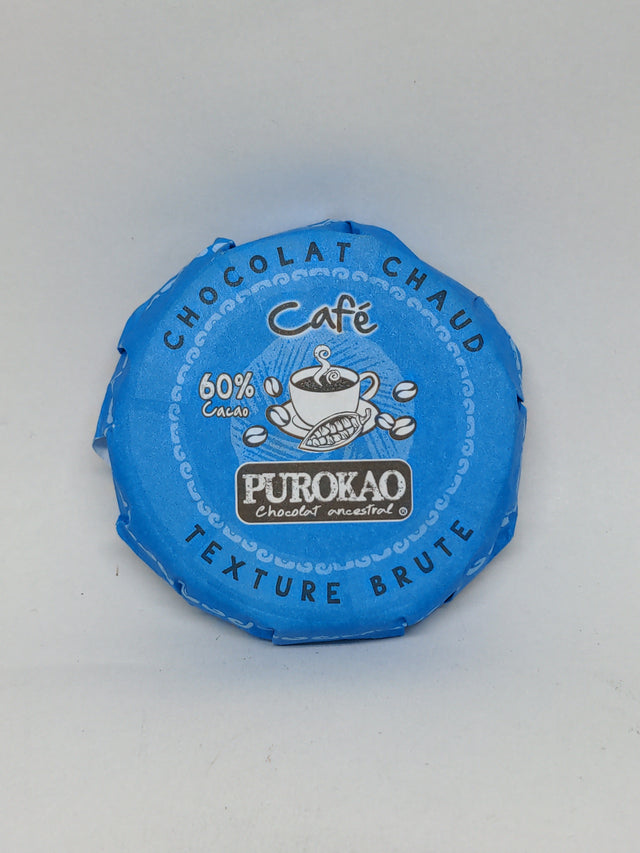 CHOCOLAT CHAUD
Café
60%
Cacao
PUROKAO
Chocolat ancestral ®
TEXTURE BRUTE